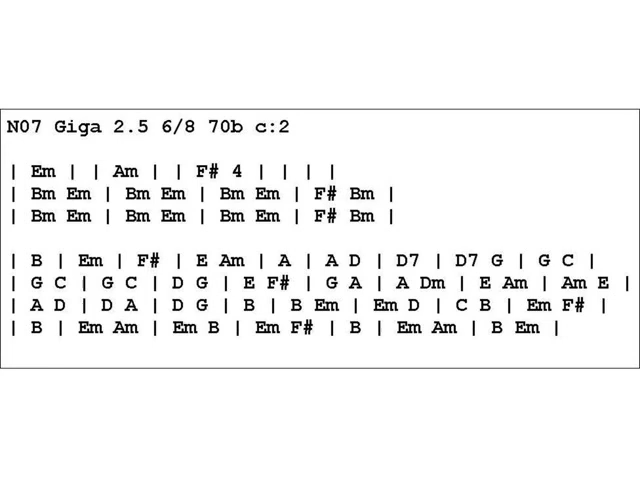 N07 Giga 2.5 6/8 70b c:2
| Em | | Am | | F# 4 | | | |
| Bm Em | Bm Em | Bm Em | F# Bm |
| Bm Em | Bm Em | Bm Em | F# Bm |
| B | Em | F# | E Am | A | A D | D7 | D7 G | G C |
| G C | G C | D G | E F# | G A | A Dm | E Am | Am E |
| A D | D A | D G | B | B Em | Em D | C B | Em F# |
| B | Em Am | Em B | Em F# | B | Em Am | B Em |